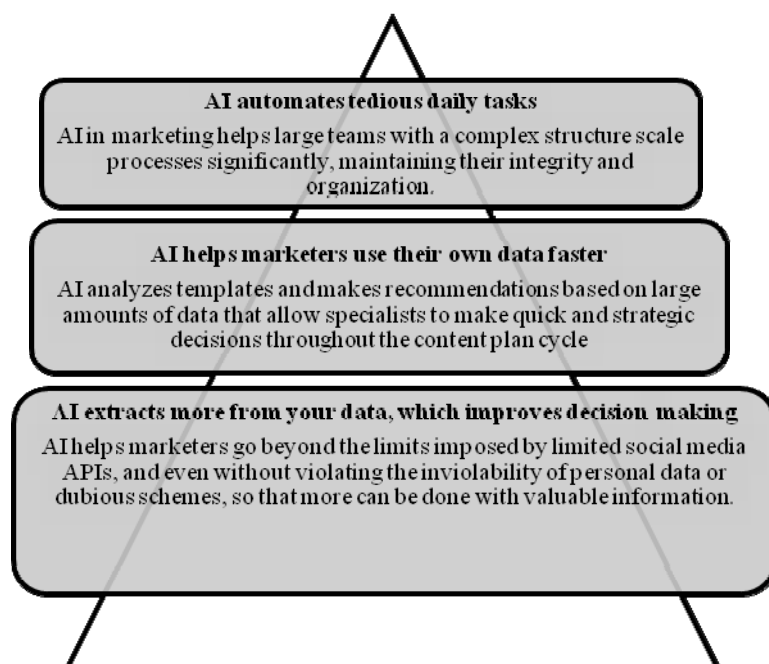 AI automates tedious daily tasks
AI in marketing helps large teams with a complex structure scale
processes significantly, maintaining their integrity and
organization.
AI helps marketers use their own data faster
AI analyzes templates and makes recommendations based on large
amounts of data that allow specialists to make quick and strategic
decisions throughout the content plan cycle
AI extracts more from your data, which improves decision making
AI helps marketers go beyond the limits imposed by limited social media
APIs, and even without violating the inviolability of personal data or
dubious schemes, so that more can be done with valuable information.